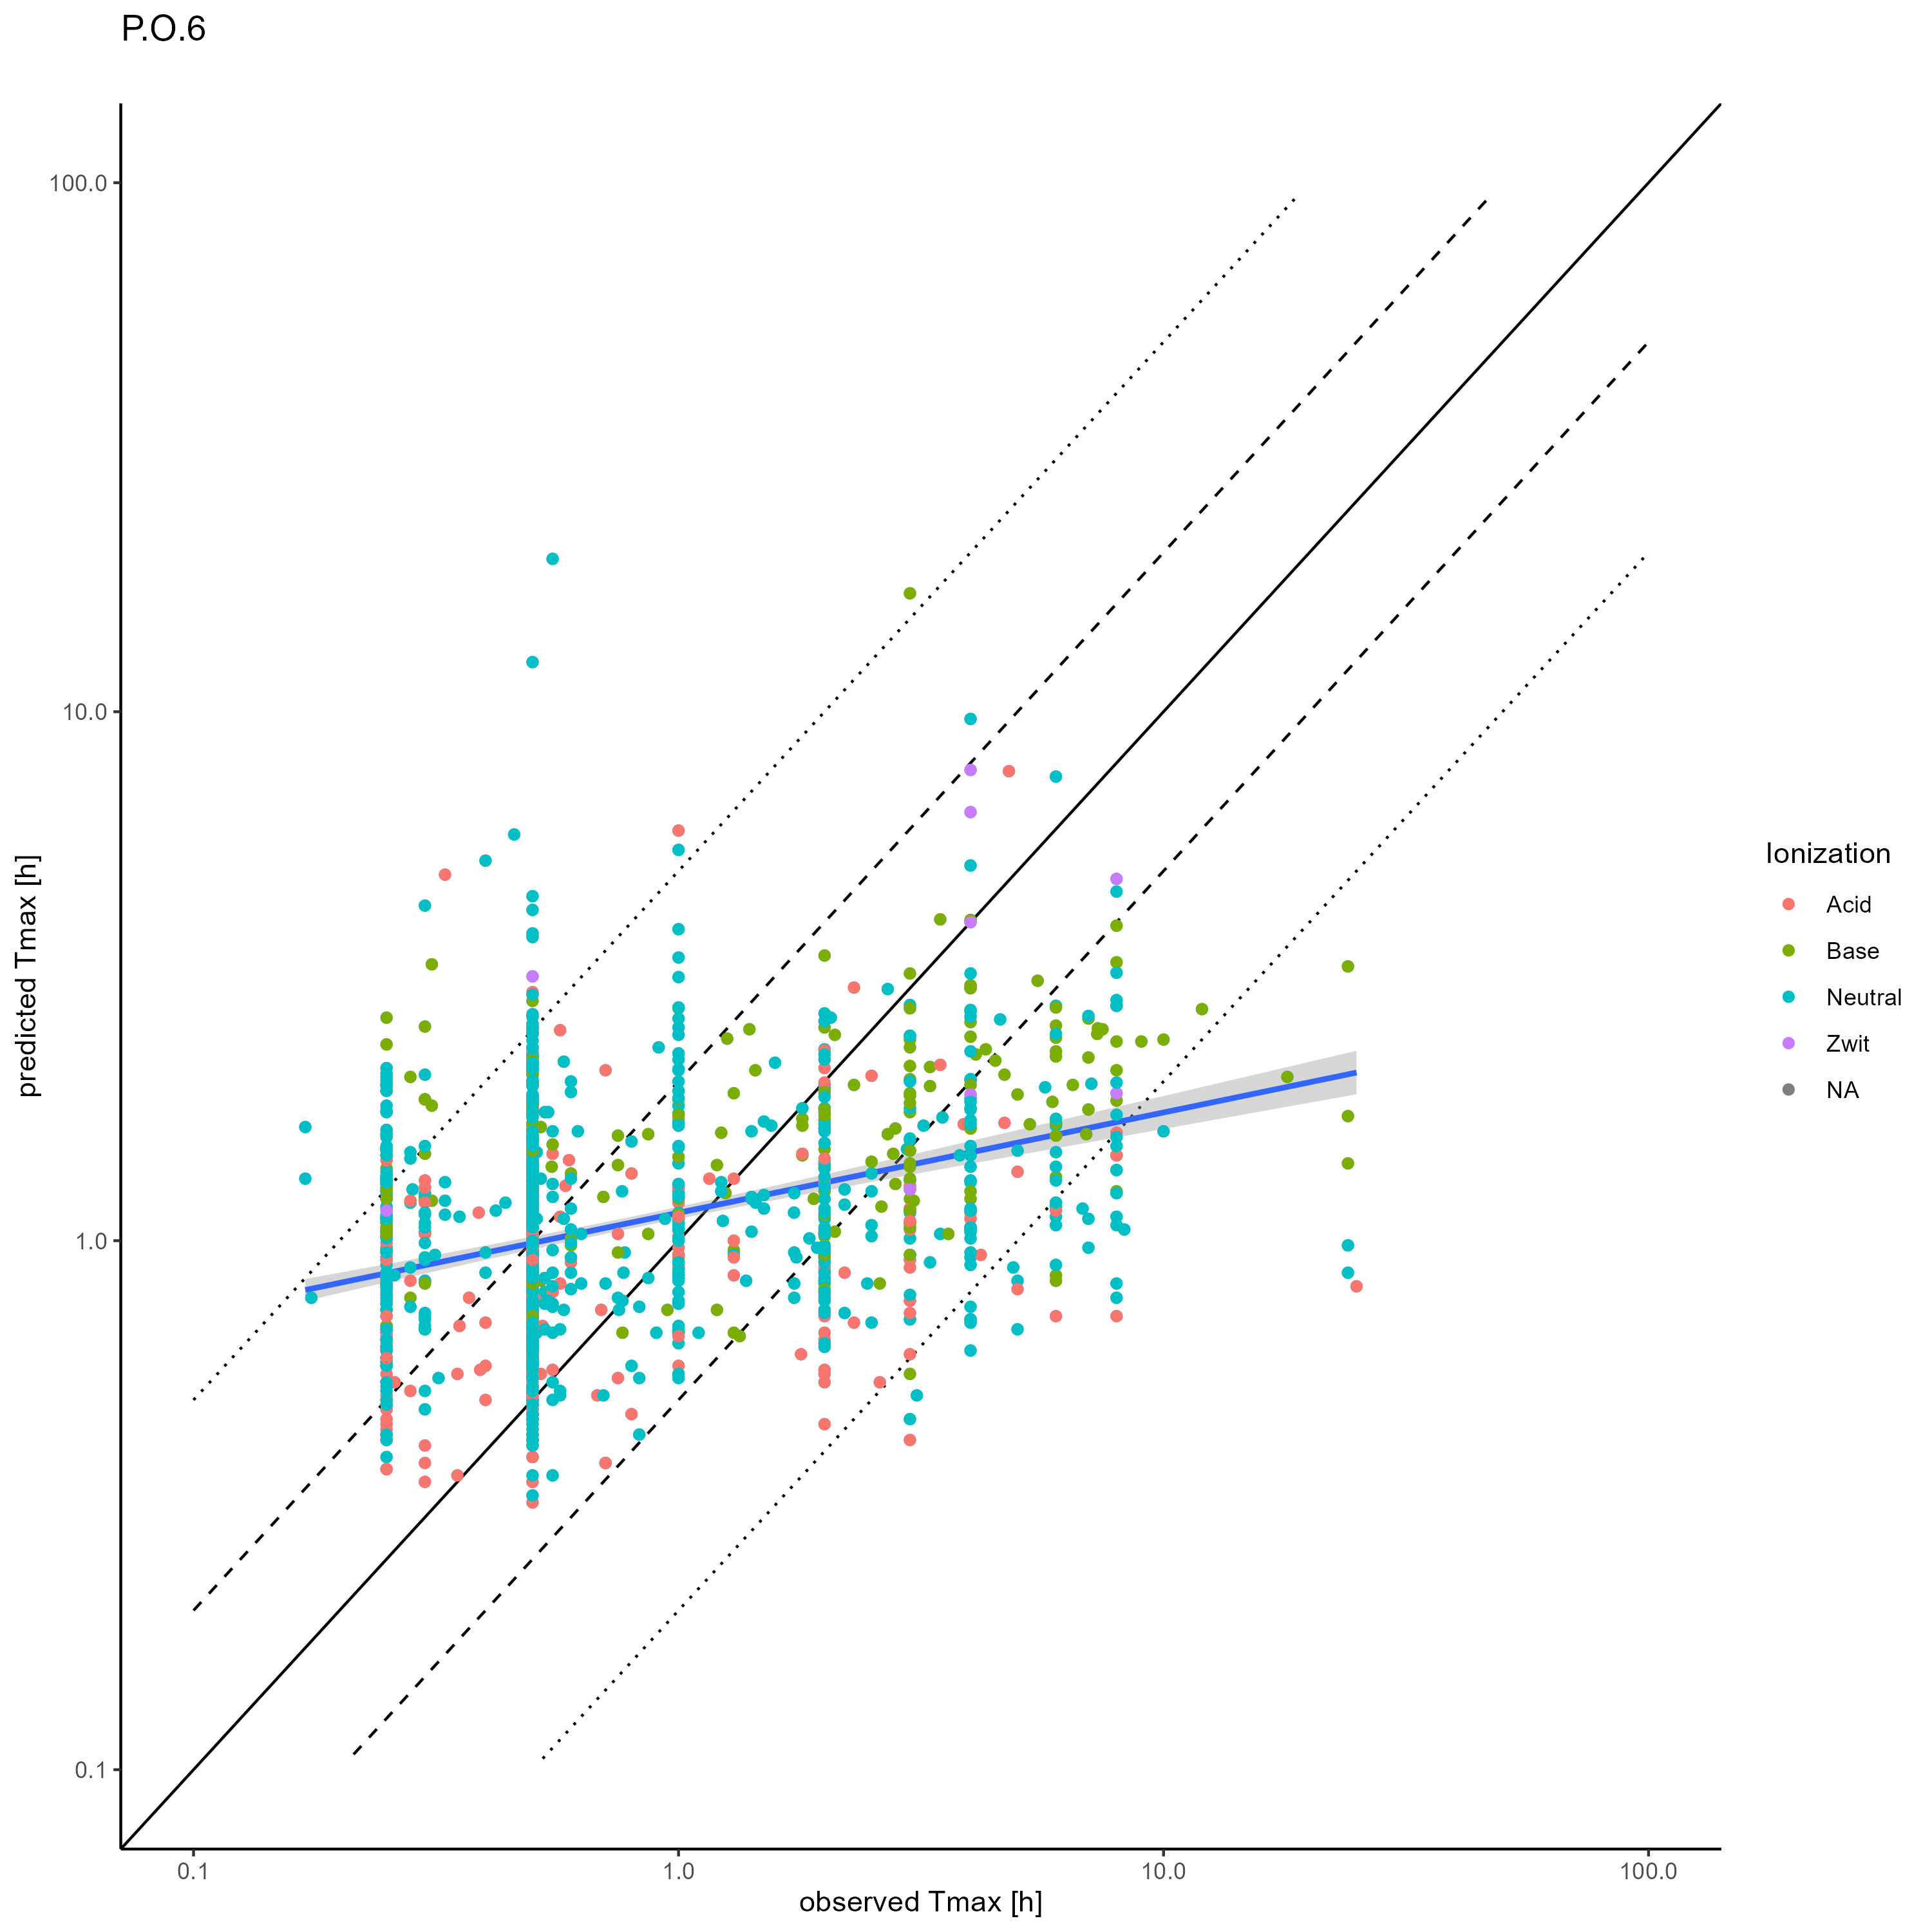 P.O.6
predicted Tmax [h]
100.0
10.0
1.0
0.1
0.1
1.0
10.0
100.0
observed Tmax [h]
Ionization
Acid
Base
Neutral
Zwit
NA